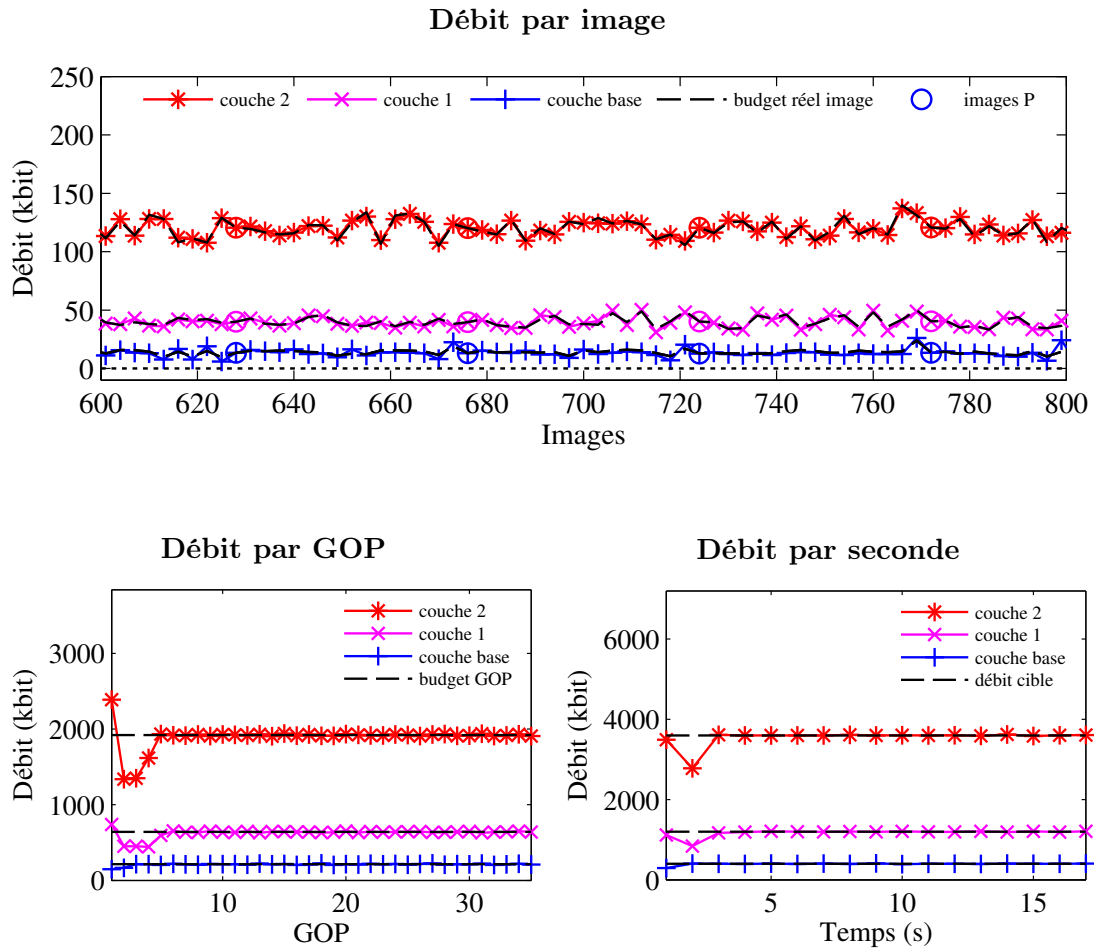 Débit par image
250
200
150
100
50
0
Débit (kbit)
couche 2 couche 1 couche base budget réel image images P
600 620 640 660 680 700 720 740 760 780 800
Images
Débit par GOP
3000
2000
1000
0
Débit (kbit)
couche 2
couche 1
couche base
budget GOP
10 20 30
GOP
Débit par seconde
6000
4000
2000
0
Débit (kbit)
couche 2
couche 1
couche base
débit cible
5 10 15
Temps (s)